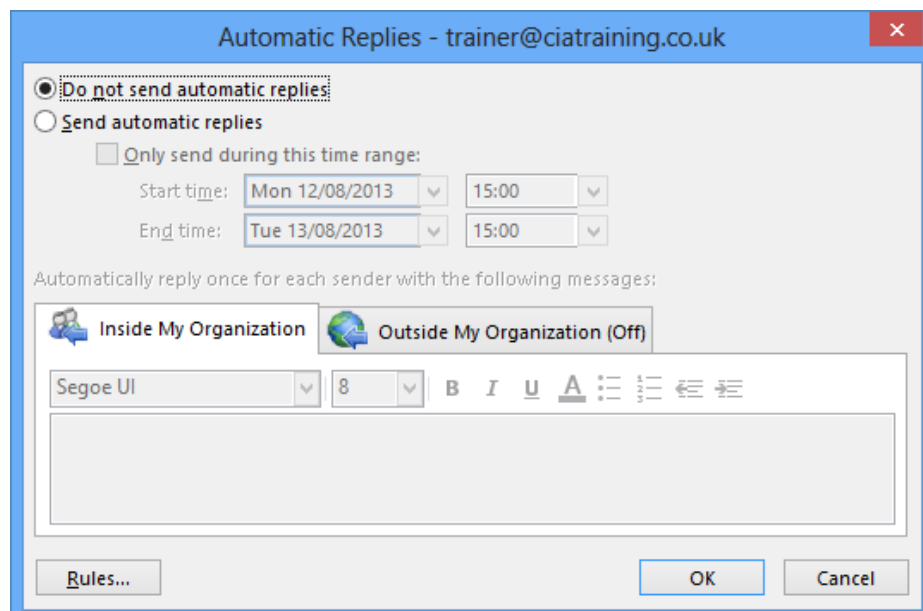 Automatic Replies - trainer@ciatraining.co.uk
Do not send automatic replies
Send automatic replies
Only send during this time range:
Start time: Mon 12/08/2013 15:00
End time: Tue 13/08/2013 15:00
Automatically reply once for each sender with the following messages:
Inside My Organization Outside My Organization (Off)
Segoe UI 8 B I U A
Rules... OK Cancel